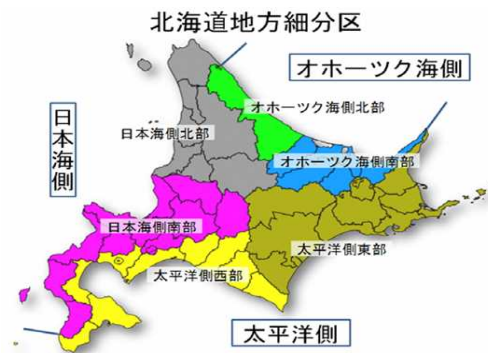 北海道地方細分区
オホーツク海側
オホーツク海側北部
日本海側
日本海側北部
オホーツク海側南部
日本海側南部
太平洋側東部
太平洋側西部
太平洋側